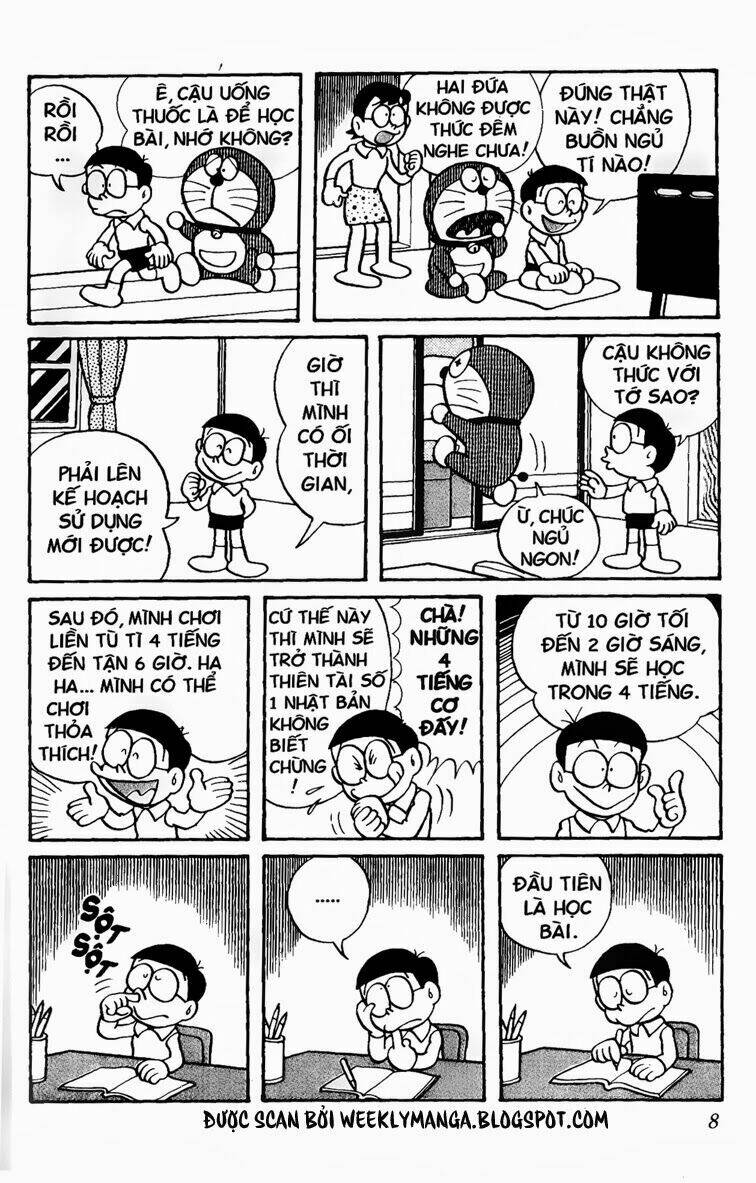 ĐÚNG THẬT
NÀY! CHẲNG
BUỒN NGỦ
TÍ NÀO!
HAI ĐỨA
KHÔNG ĐƯỢC
THỨC ĐÊM
NGHE CHƯA!
Ê, CẬU UỐNG
THUỐC LÀ ĐỂ HỌC
BÀI, NHỚ KHÔNG?
RỒI
RỒI
...
CẬU KHÔNG
THỨC VỚI
TỚ SAO?
Ừ, CHÚC
NGỦ
NGON!
GIỜ
THÌ
MÌNH
CÓ ỐI
THỜI
GIAN,
PHẢI LÊN
KẾ HOẠCH
SỬ DỤNG
MỚI ĐƯỢC!
TỪ 10 GIỜ TỐI
ĐẾN 2 GIỜ SÁNG,
MÌNH SẼ HỌC
TRONG 4 TIẾNG.
CHÀ!
NHỮNG
4
TIẾNG
CƠ
ĐẤY!
CỨ THẾ NÀY
THÌ MÌNH SẼ
TRỞ THÀNH
THIÊN TÀI SỐ
1 NHẬT BẢN
KHÔNG
BIẾT
CHỪNG
!
SAU ĐÓ, MÌNH CHƠI
LIỀN TÙ TÌ 4 TIẾNG
ĐẾN TẬN 6 GIỜ. HA
HA... MÌNH CÓ THỂ
CHƠI
THỎA
THÍCH!
ĐẦU TIÊN
LÀ HỌC
BÀI.
.....
SỘT
SỘT
ĐƯỢC SCAN BỞI WEEKLYMANGA.BLOGSPOT.COM
8